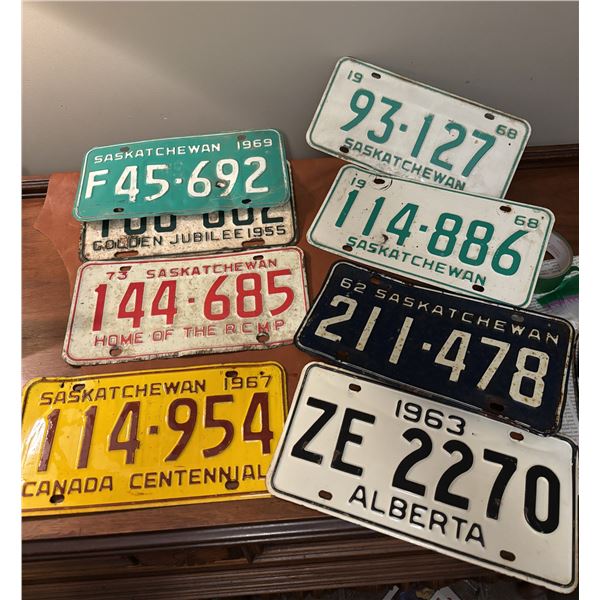 SASKATCHEWAN 1969
F45-692
GOLDEN JUBILEE 1955
73 SASKATCHEWAN
144-685
HOME OF THE R.C.M.P.
SASKATCHEWAN 1967
114-954
CANADA CENTENNIAL
19 68
93-127
SASKATCHEWAN
19 68
114-886
SASKATCHEWAN
62 SASKATCHEWAN
211-478
1963
ZE 2270
ALBERTA